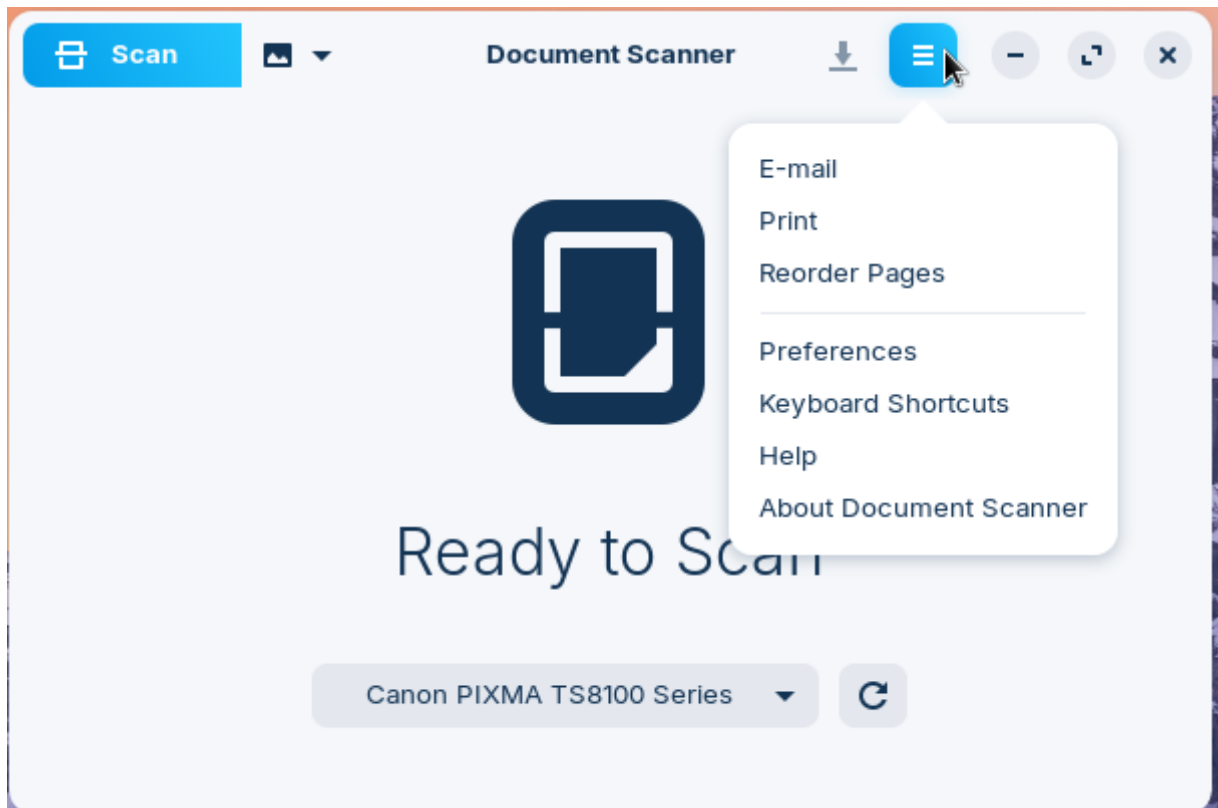 Scan
Document Scanner
E-mail
Print
Reorder Pages
Preferences
Keyboard Shortcuts
Help
About Document Scanner
Ready to Scan
Canon PIXMA TS8100 Series